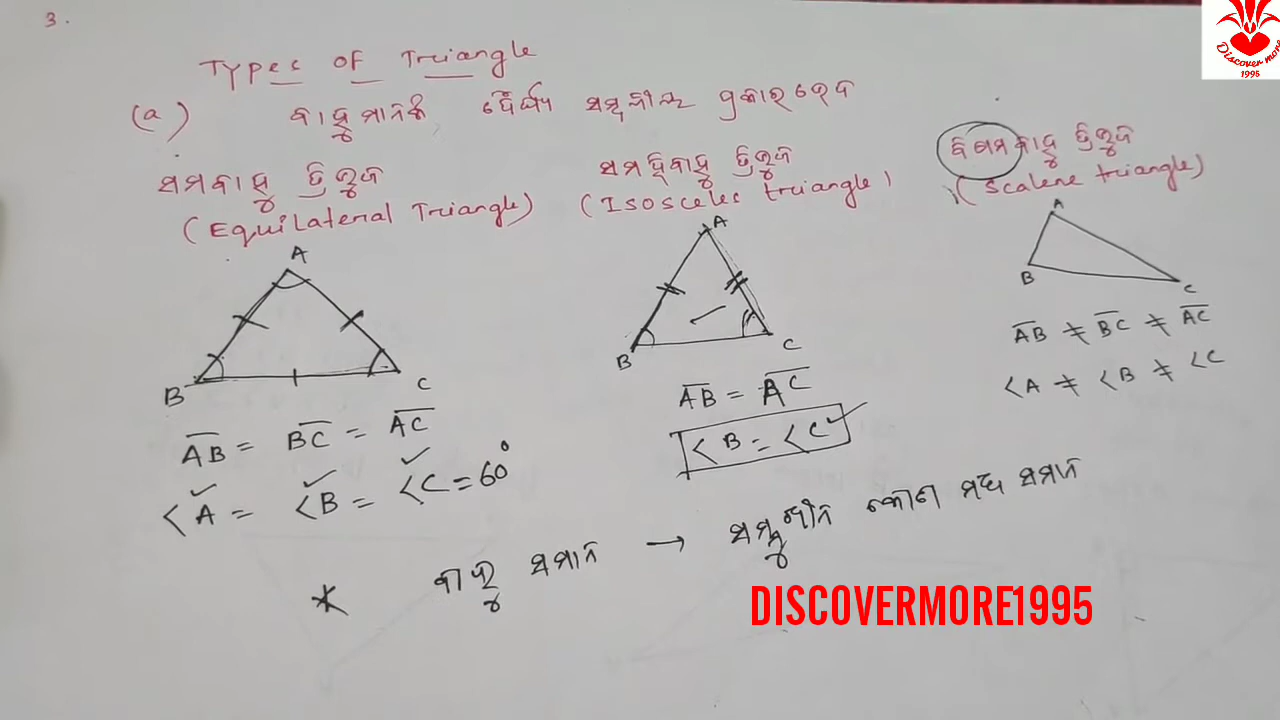 3.
Types of Triangle
(a) ବାହୁମାନଙ୍କ ଦୈର୍ଘ୍ୟ ସମ୍ବନ୍ଧୀୟ ପ୍ରକାରଭେଦ
ସମବାହୁ ତ୍ରିଭୁଜ
(Equilateral Triangle)
A
B
C
AB = BC = AC
<A = <B = <C = 60°
ସମଦ୍ବିବାହୁ ତ୍ରିଭୁଜ
(Isosceles triangle)
A
B
C
AB = AC
<B = <C
ବିଷମବାହୁ ତ୍ରିଭୁଜ
(Scalene triangle)
A
B
C
AB ≠ BC ≠ AC
<A ≠ <B ≠ <C
* ବାହୁ ସମାନ → ସମ୍ମୁଖୀନ କୋଣ ମଧ୍ୟ ସମାନ
DISCOVERMORE1995
Discover more
1995